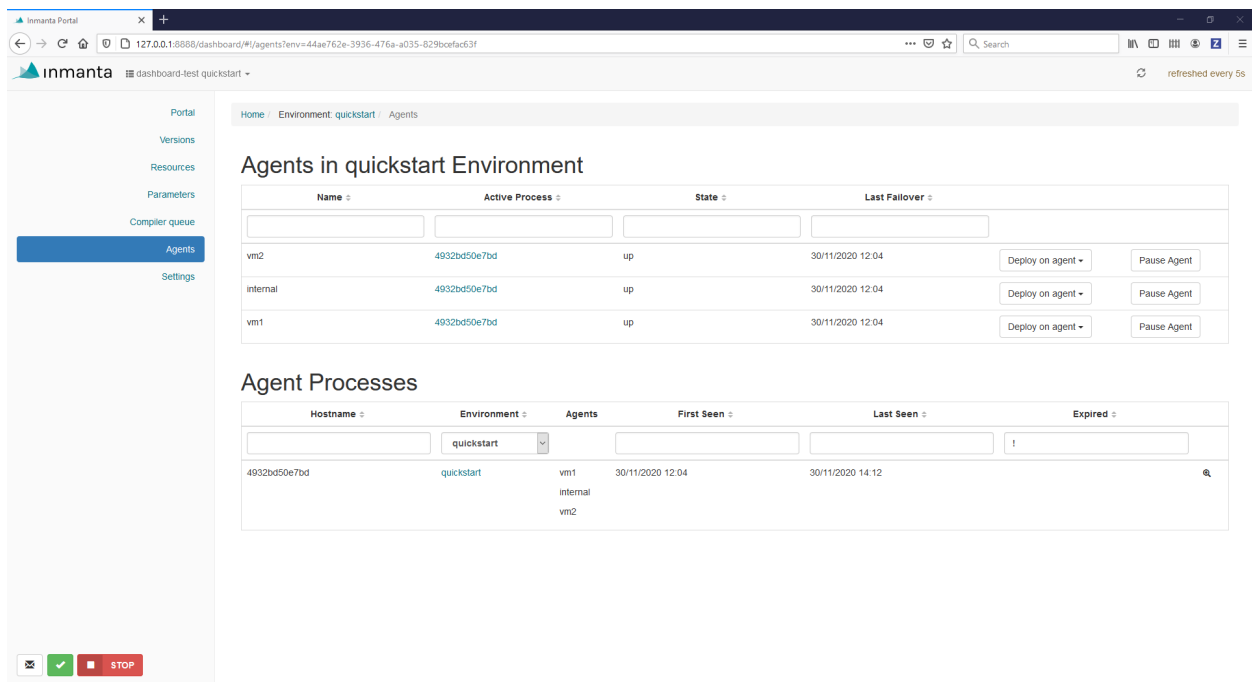 Inmanta Portal
127.0.0.1:8888/dashboard/#!/agents?env=44ae762e-3936-476a-a035-829bcefac63f
Search
inmanta dashboard-test quickstart refreshed every 5s
Portal
Versions
Resources
Parameters
Compiler queue
Agents
Settings
Home / Environment: quickstart / Agents
Agents in quickstart Environment
Name Active Process State Last Failover
vm2 4932bd50e7bd up 30/11/2020 12:04 Deploy on agent Pause Agent
internal 4932bd50e7bd up 30/11/2020 12:04 Deploy on agent Pause Agent
vm1 4932bd50e7bd up 30/11/2020 12:04 Deploy on agent Pause Agent
Agent Processes
Hostname Environment Agents First Seen Last Seen Expired
quickstart !
4932bd50e7bd quickstart vm1 30/11/2020 12:04 30/11/2020 14:12
internal
vm2
STOP